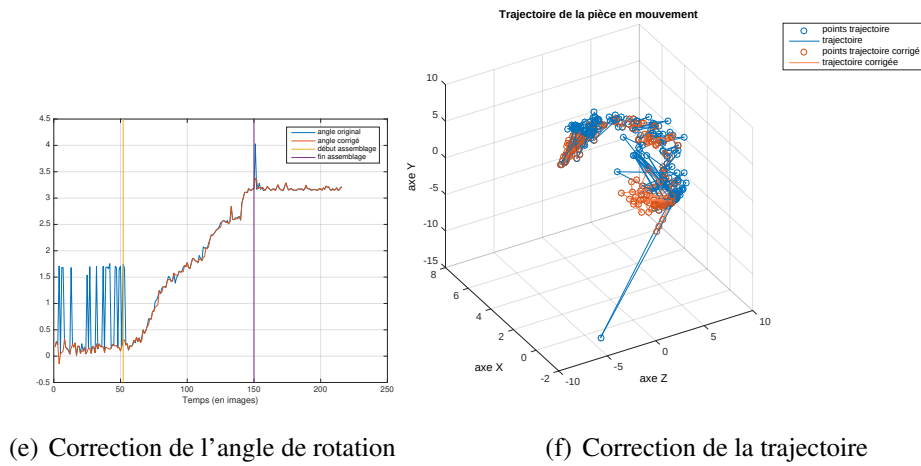 4.5
4
3.5
3
2.5
2
1.5
1
0.5
0
-0.5
0
50
100
150
200
250
Temps (en images)
angle original
angle corrigé
début assemblage
fin assemblage
Trajectoire de la pièce en mouvement
points trajectoire
trajectoire
points trajectoire corrigé
trajectoire corrigée
10
5
0
-5
-10
-15
axe Y
8
6
4
2
0
-2
axe X
-10
-5
0
5
10
axe Z
(e) Correction de l'angle de rotation
(f) Correction de la trajectoire